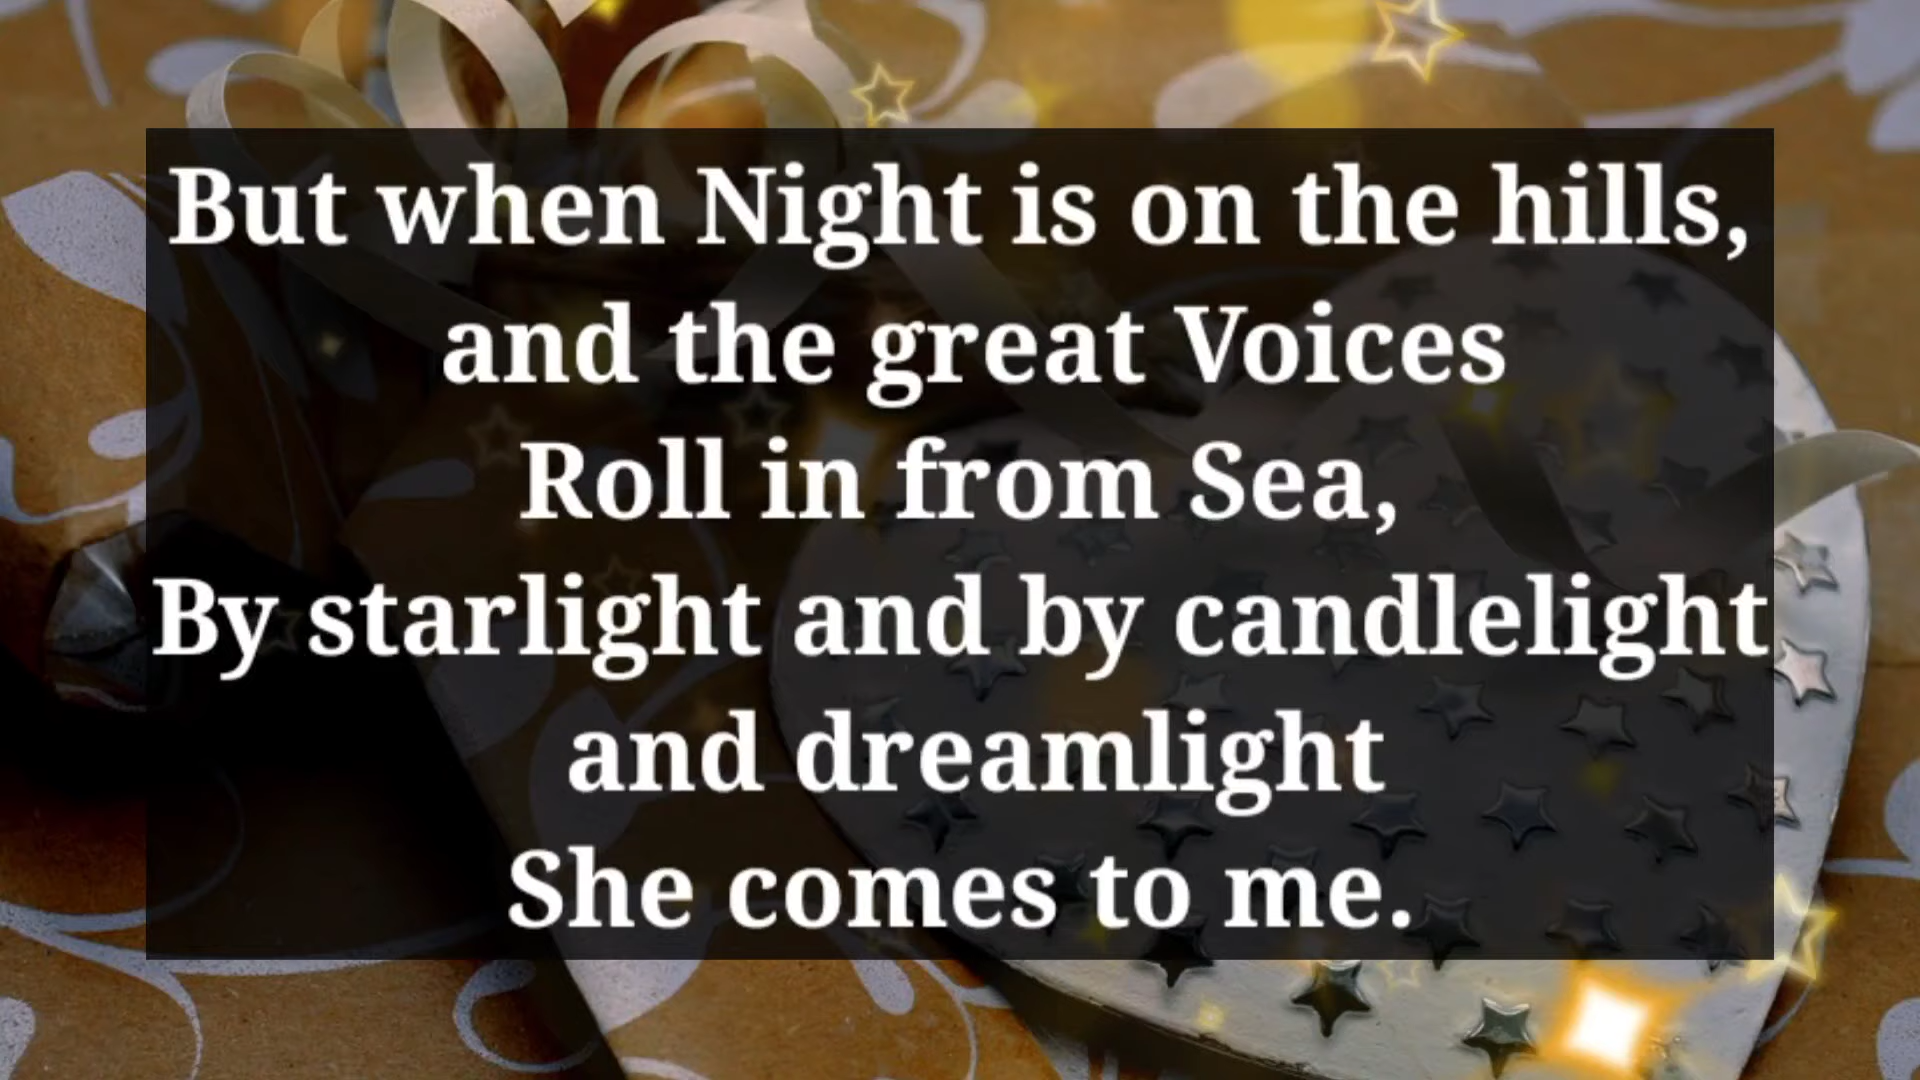 But when Night is on the hills,
and the great Voices
Roll in from Sea,
By starlight and by candlelight
and dreamlight
She comes to me.